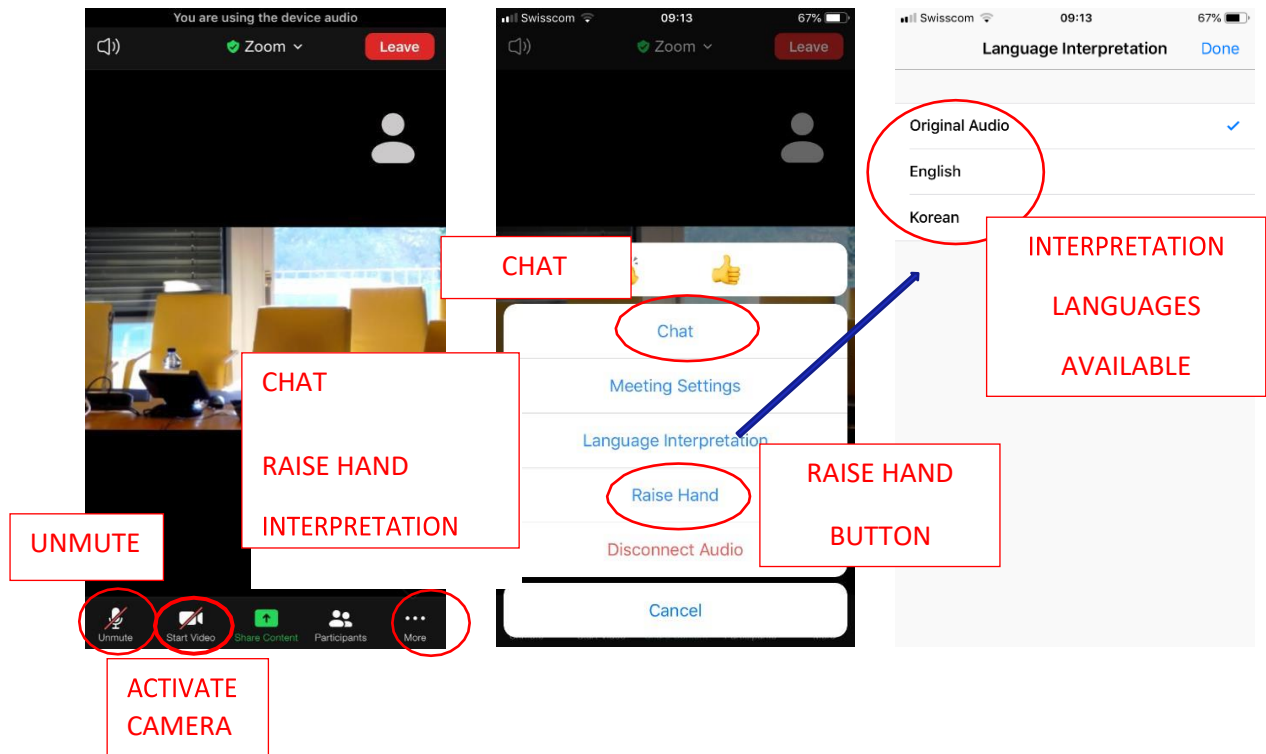 You are using the device audio
Zoom
Leave
CHAT
RAISE HAND
INTERPRETATION
UNMUTE
Unmute
Start Video
Share Content
Participants
More
ACTIVATE
CAMERA
Swisscom
09:13
67%
Zoom
Leave
CHAT
Chat
Meeting Settings
Language Interpretation
Raise Hand
Disconnect Audio
Cancel
RAISE HAND
BUTTON
Swisscom
09:13
67%
Language Interpretation
Done
Original Audio
English
Korean
INTERPRETATION
LANGUAGES
AVAILABLE